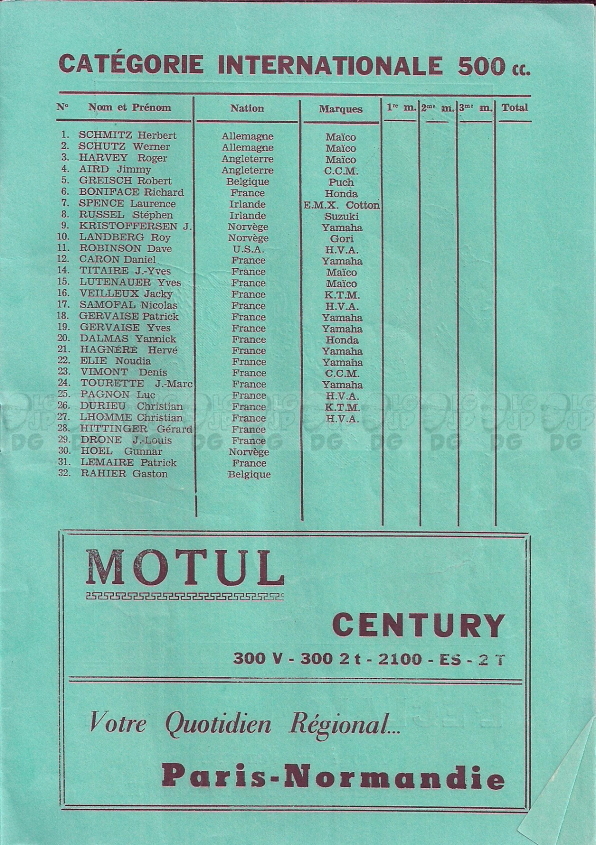 CATÉGORIE INTERNATIONALE 500 cc.
N° Nom et Prénom Nation Marques 1re m. 2me m. 3me m. Total
1. SCHMITZ Herbert Allemagne Maïco
2. SCHUTZ Werner Allemagne Maïco
3. HARVEY Roger Angleterre Maïco
4. AIRD Jimmy Angleterre C.C.M.
5. GREISCH Robert Belgique Puch
6. BONIFACE Richard France Honda
7. SPENCE Laurence Irlande E.M.X. Cotton
8. RUSSEL Stéphen Irlande Suzuki
9. KRISTOFFERSEN J. Norvège Yamaha
10. LANDBERG Roy Norvège Gori
11. ROBINSON Dave U.S.A. H.V.A.
12. CARON Daniel France Yamaha
14. TITAIRE J.-Yves France Maïco
15. LUTENAUER Yves France Maïco
16. VEILLEUX Jacky France K.T.M.
17. SAMOFAL Nicolas France H.V.A.
18. GERVAISE Patrick France Yamaha
19. GERVAISE Yves France Yamaha
20. DALMAS Yannick France Honda
21. HAGNÈRE Hervé France Yamaha
22. ELIE Noudia France Yamaha
23. VIMONT Denis France C.C.M.
24. TOURETTE J.-Marc France Yamaha
25. PAGNON Luc France H.V.A.
26. DURIEU Christian France K.T.M.
27. LHOMME Christian France H.V.A.
28. HITTINGER Gérard France
29. DRONE J.-Louis France
30. HOEL Gunnar Norvège
31. LEMAIRE Patrick France
32. RAHIER Gaston Belgique
MOTUL
CENTURY
300 V - 300 2 t - 2100 - ES - 2 T
Votre Quotidien Régional...
Paris-Normandie